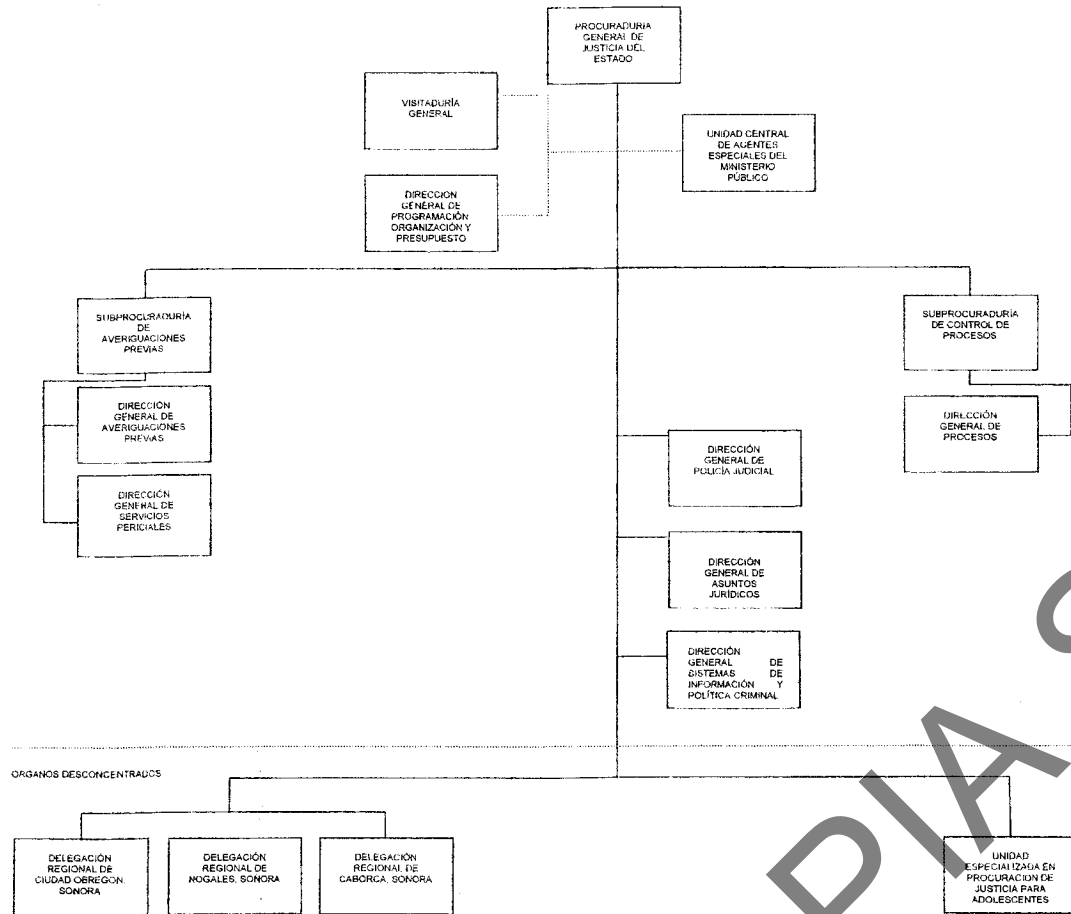 PROCURADURÍA
GENERAL DE
JUSTICIA DEL
ESTADO
VISITADURÍA
GENERAL
UNIDAD CENTRAL
DE AGENTES
ESPECIALES DEL
MINISTERIO
PÚBLICO
DIRECCION
GENERAL DE
PROGRAMACIÓN
ORGANIZACIÓN Y
PRESUPUESTO
SUBPROCURADURÍA
DE
AVERIGUACIONES
PREVIAS
SUBPROCURADURÍA
DE CONTROL DE
PROCESOS
DIRECCIÓN
GENERAL DE
AVERIGUACIONES
PREVIAS
DIRECCIÓN
GENERAL DE
PROCESOS
DIRECCIÓN
GENERAL DE
POLICÍA JUDICIAL
DIRECCIÓN
GENERAL DE
SERVICIOS
PERICIALES
DIRECCIÓN
GENERAL DE
ASUNTOS
JURÍDICOS
DIRECCIÓN
GENERAL DE
SISTEMAS DE
INFORMACIÓN Y
POLÍTICA CRIMINAL
ORGANOS DESCONCENTRADOS
DELEGACIÓN
REGIONAL DE
CIUDAD OBREGON,
SONORA
DELEGACIÓN
REGIONAL DE
NOGALES, SONORA
DELEGACIÓN
REGIONAL DE
CABORCA, SONORA
UNIDAD
ESPECIALIZADA EN
PROCURACION DE
JUSTICIA PARA
ADOLESCENTES
PIA